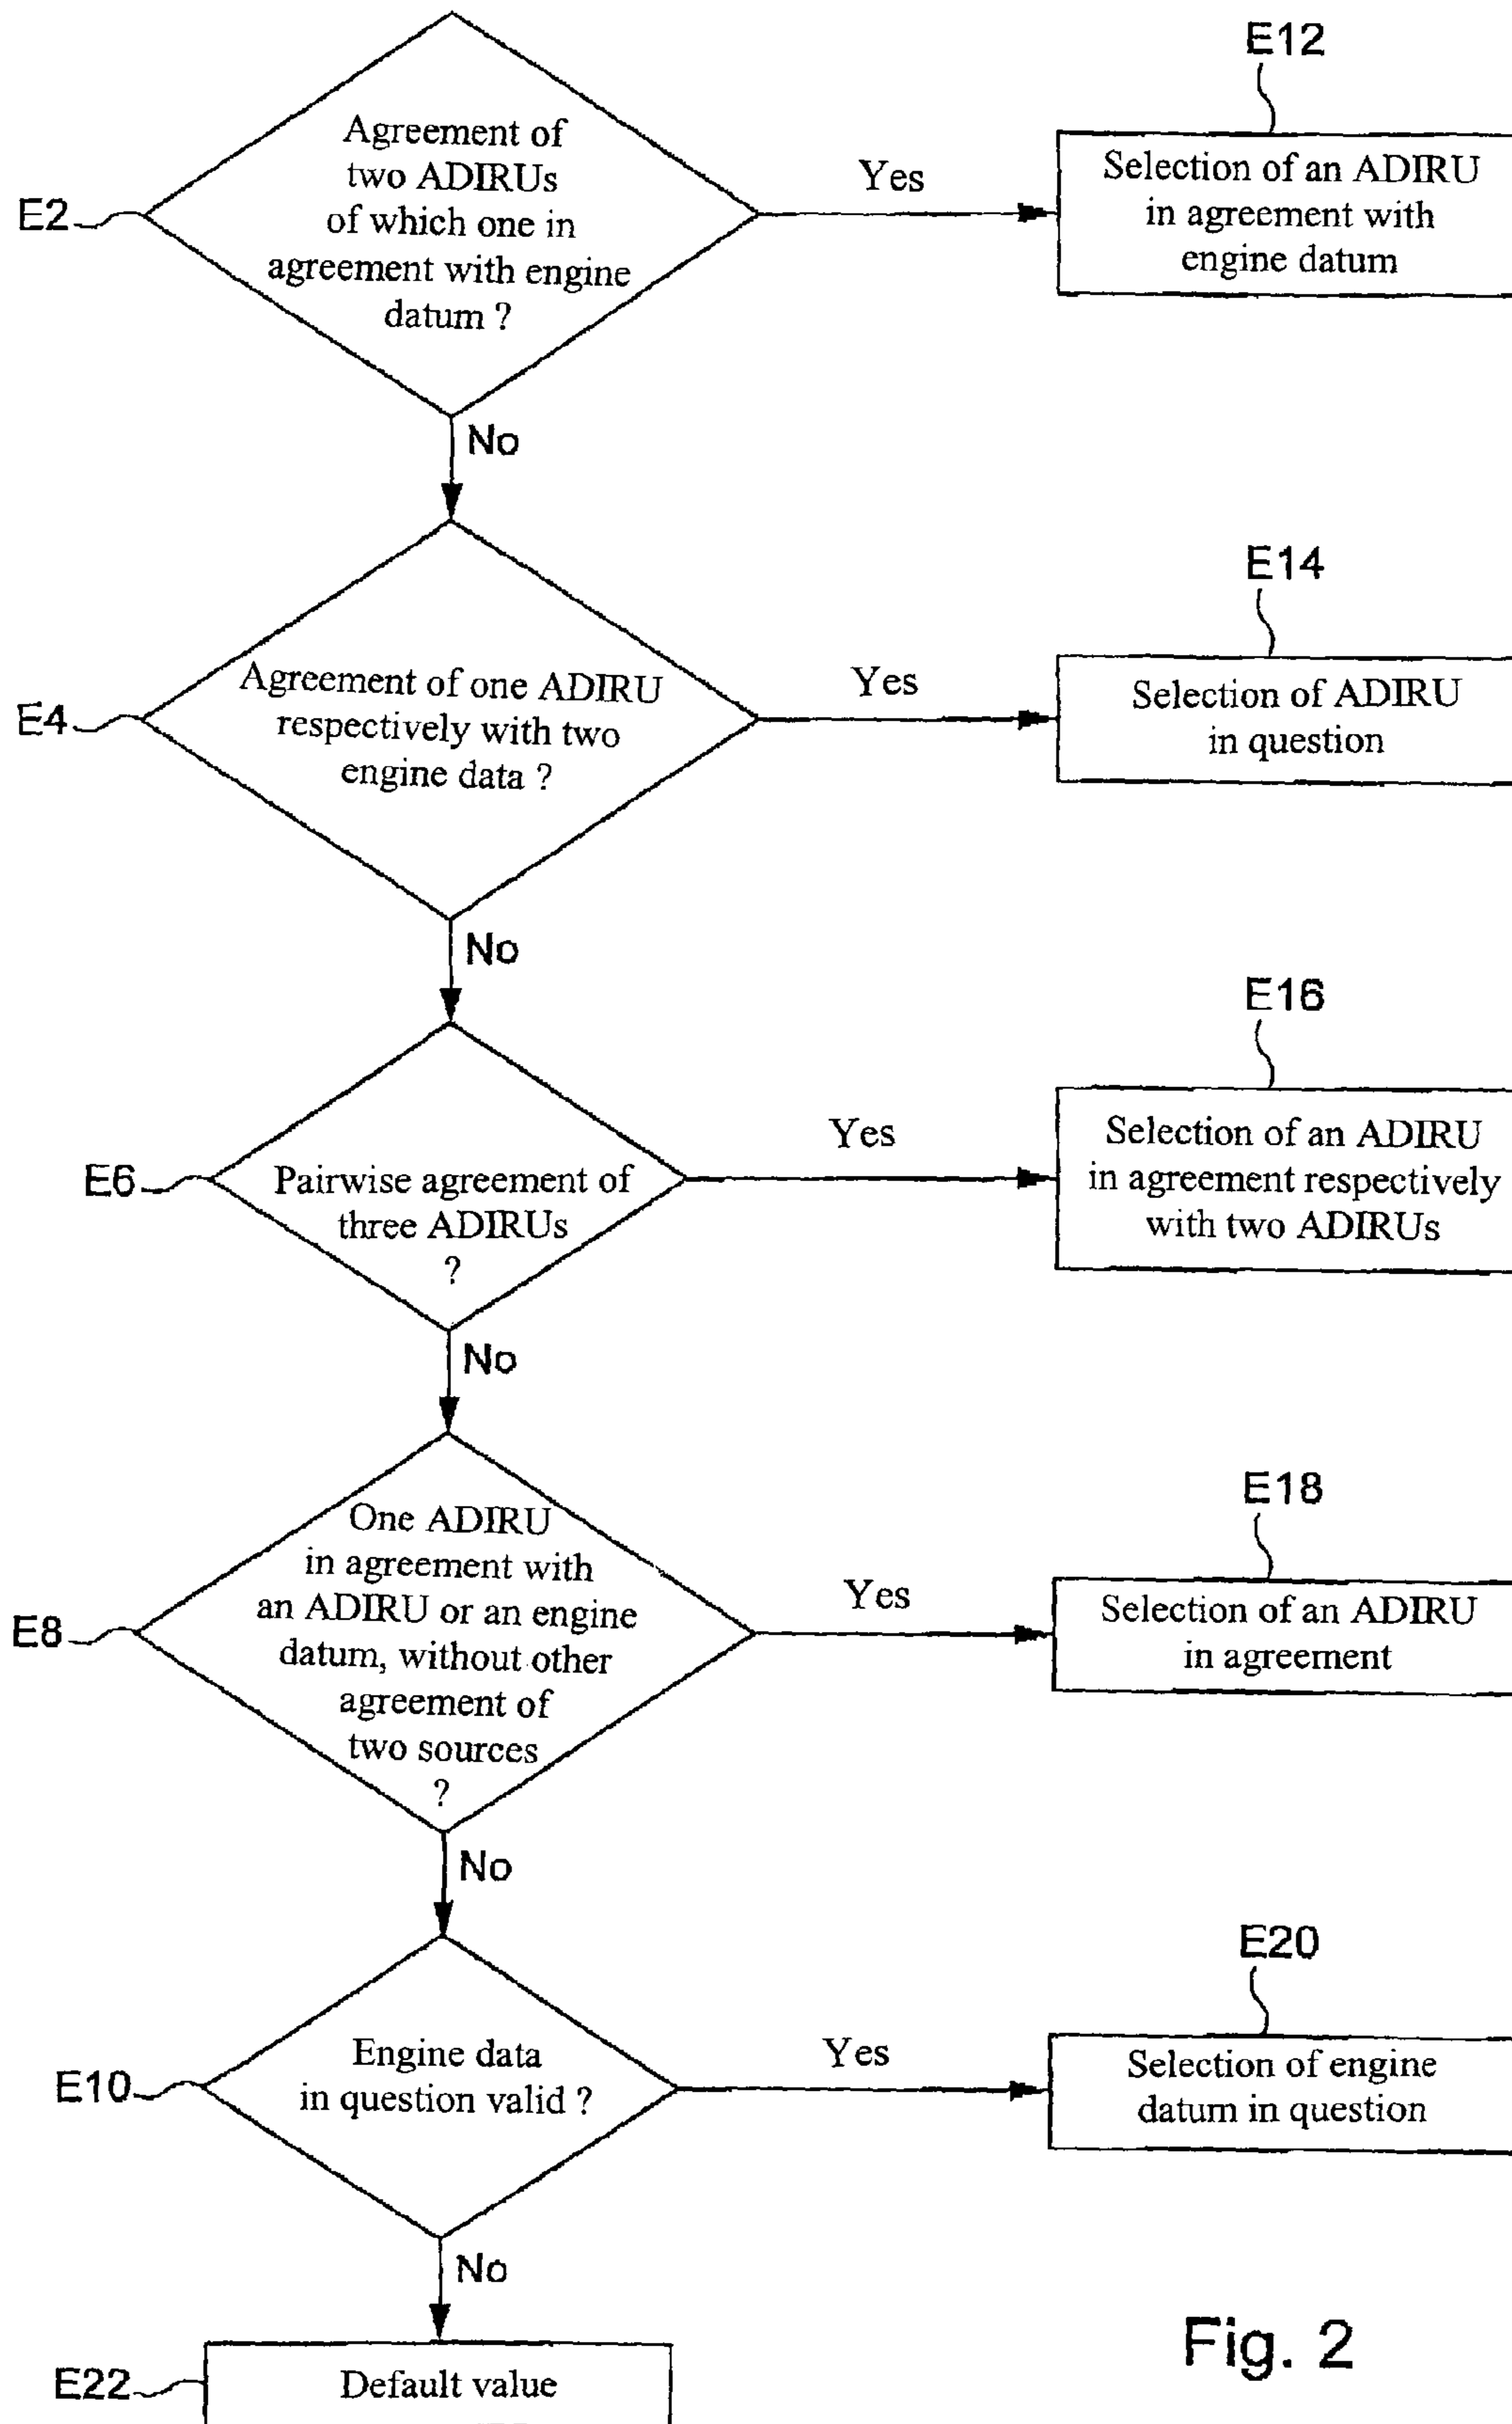 E2
Agreement of
two ADIRUs
of which one in
agreement with engine
datum ?
Yes
E12
Selection of an ADIRU
in agreement with
engine datum
No
E4
Agreement of one ADIRU
respectively with two
engine data ?
Yes
E14
Selection of ADIRU
in question
No
E6
Pairwise agreement of
three ADIRUs
?
Yes
E16
Selection of an ADIRU
in agreement respectively
with two ADIRUs
No
E8
One ADIRU
in agreement with
an ADIRU or an engine
datum, without other
agreement of
two sources
?
Yes
E18
Selection of an ADIRU
in agreement
No
E10
Engine data
in question valid ?
Yes
E20
Selection of engine
datum in question
No
E22
Default value
Fig. 2